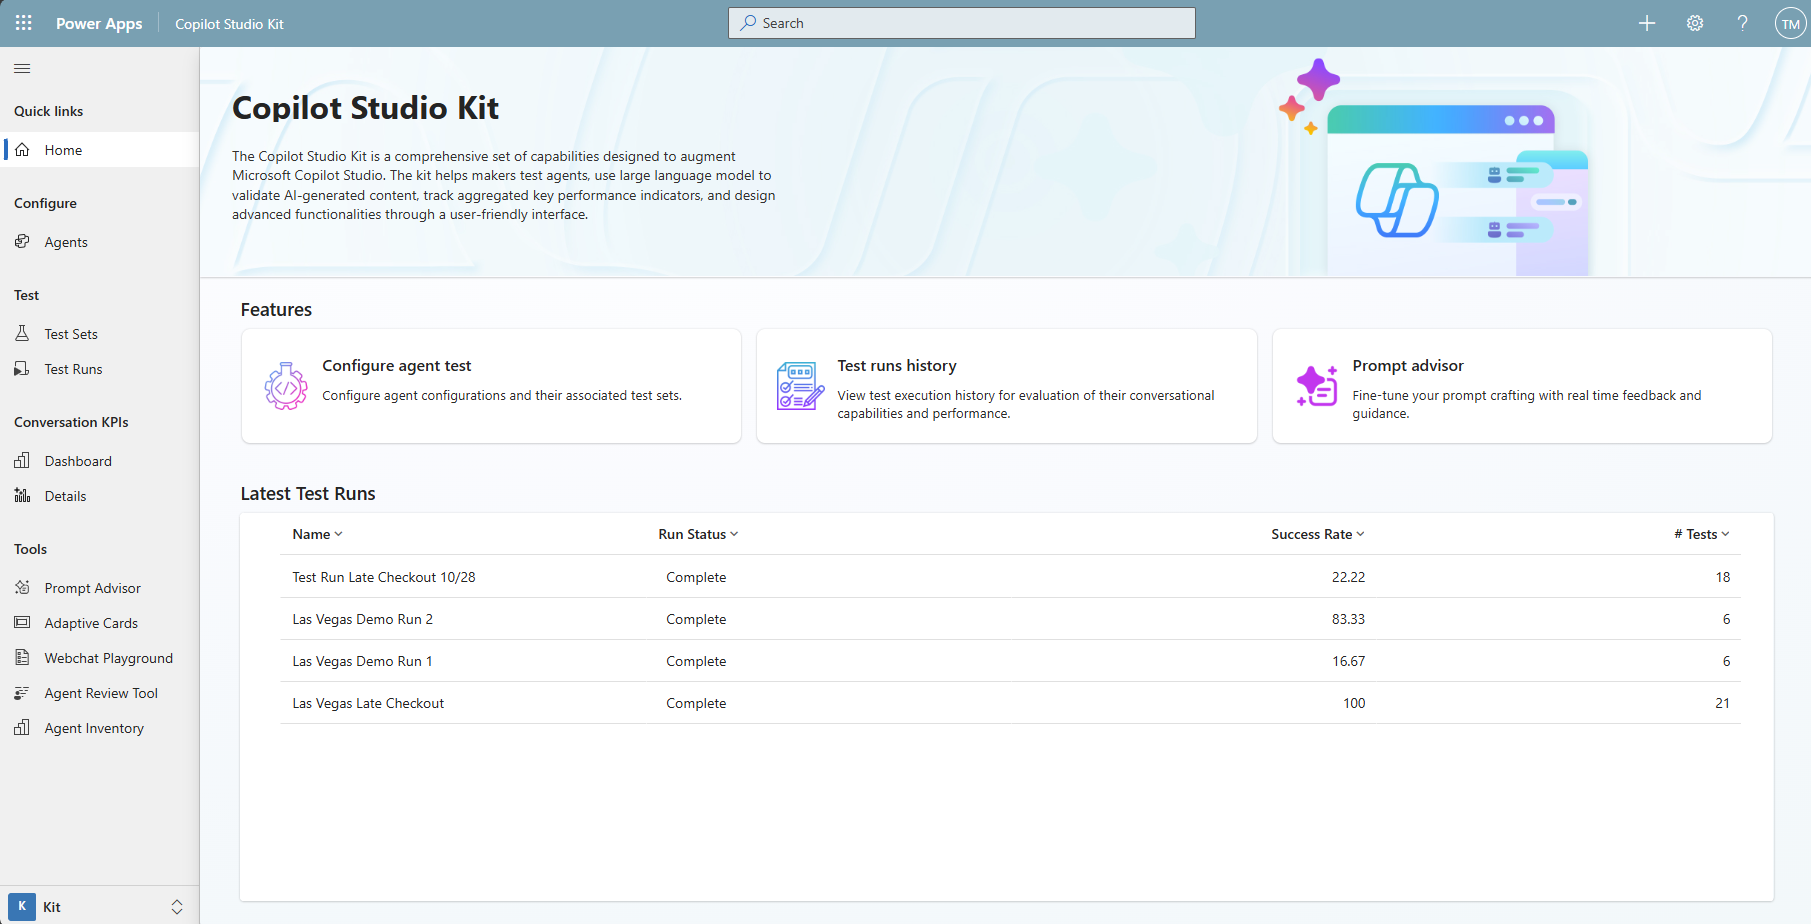 Power Apps
Copilot Studio Kit
Search
TM
Quick links
Home
Configure
Agents
Test
Test Sets
Test Runs
Conversation KPIs
Dashboard
Details
Tools
Prompt Advisor
Adaptive Cards
Webchat Playground
Agent Review Tool
Agent Inventory
K Kit
Copilot Studio Kit
The Copilot Studio Kit is a comprehensive set of capabilities designed to augment
Microsoft Copilot Studio. The kit helps makers test agents, use large language model to
validate AI-generated content, track aggregated key performance indicators, and design
advanced functionalities through a user-friendly interface.
Features
Configure agent test
Configure agent configurations and their associated test sets.
Test runs history
View test execution history for evaluation of their conversational
capabilities and performance.
Prompt advisor
Fine-tune your prompt crafting with real time feedback and
guidance.
Latest Test Runs
Name Run Status Success Rate # Tests
Test Run Late Checkout 10/28 Complete 22.22 18
Las Vegas Demo Run 2 Complete 83.33 6
Las Vegas Demo Run 1 Complete 16.67 6
Las Vegas Late Checkout Complete 100 21